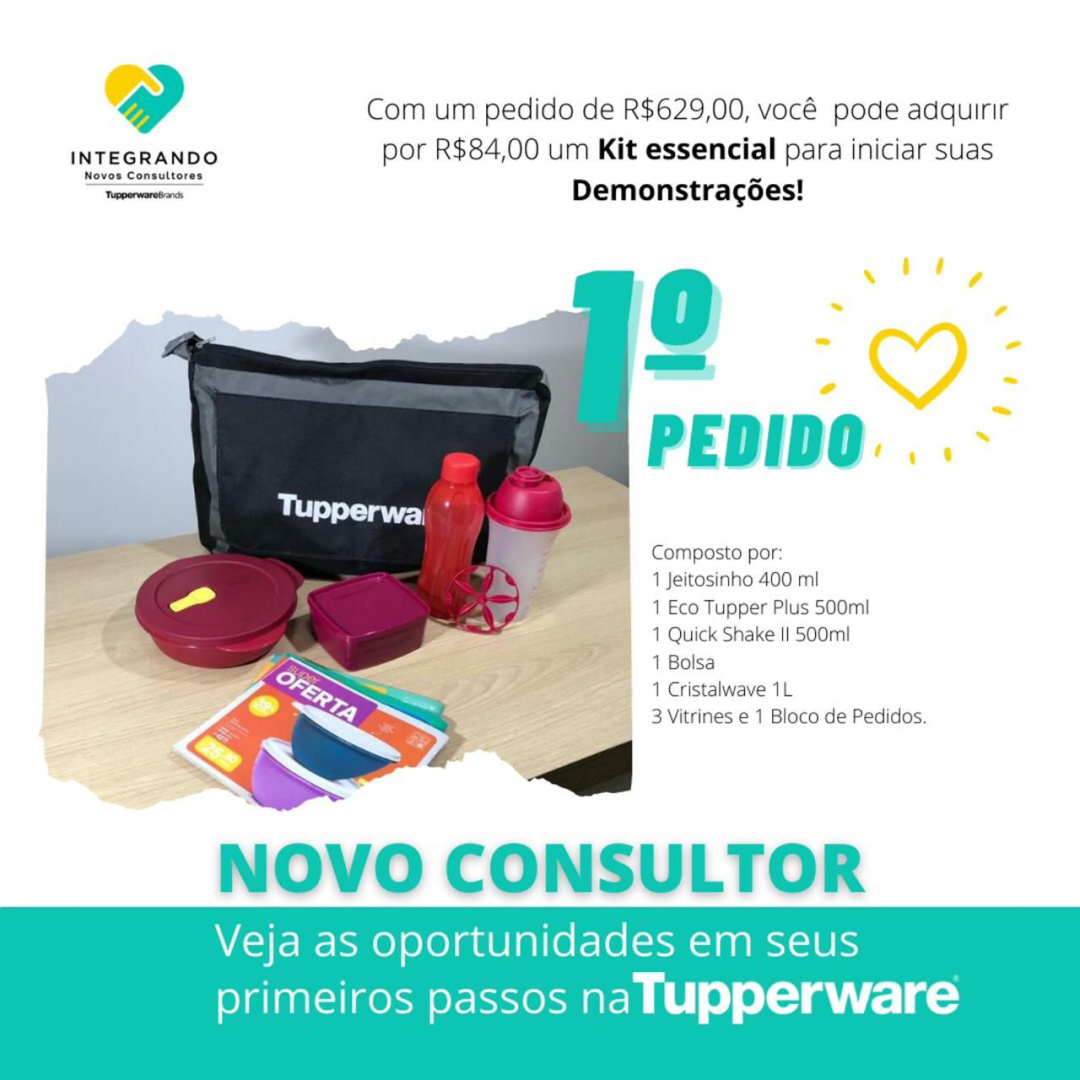 INTEGRANDO
Novos Consultores
TupperwareBrands
Com um pedido de R$629,00, você pode adquirir
por R$84,00 um Kit essencial para iniciar suas
Demonstrações!
1º
PEDIDO
Tupperwa
super
OFERTA
Composto por:
1 Jeitosinho 400 ml
1 Eco Tupper Plus 500ml
1 Quick Shake II 500ml
1 Bolsa
1 Cristalwave 1L
3 Vitrines e 1 Bloco de Pedidos.
NOVO CONSULTOR
Veja as oportunidades em seus
primeiros passos na Tupperware®